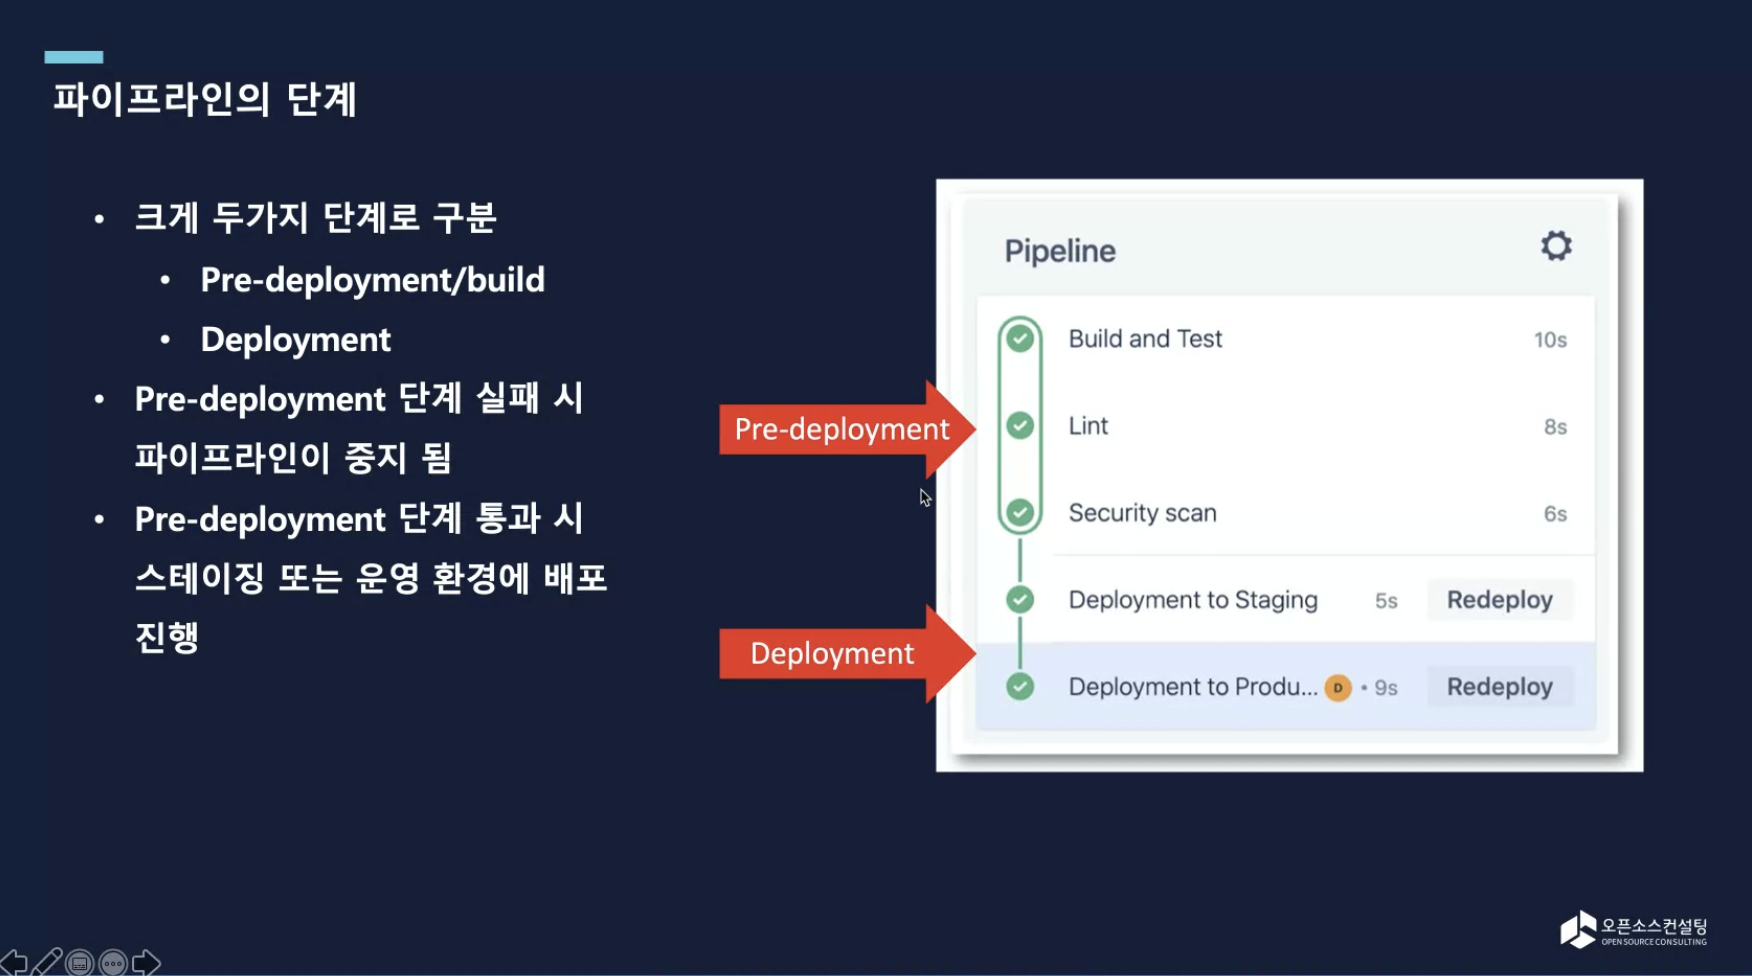 파이프라인의 단계
• 크게 두가지 단계로 구분
• Pre-deployment/build
• Deployment
• Pre-deployment 단계 실패 시
파이프라인이 중지 됨
• Pre-deployment 단계 통과 시
스테이징 또는 운영 환경에 배포
진행
Pre-deployment
Deployment
Pipeline
Build and Test 10s
Lint 8s
Security scan 6s
Deployment to Staging 5s Redeploy
Deployment to Produ... D • 9s Redeploy
오픈소스컨설팅
OPEN SOURCE CONSULTING